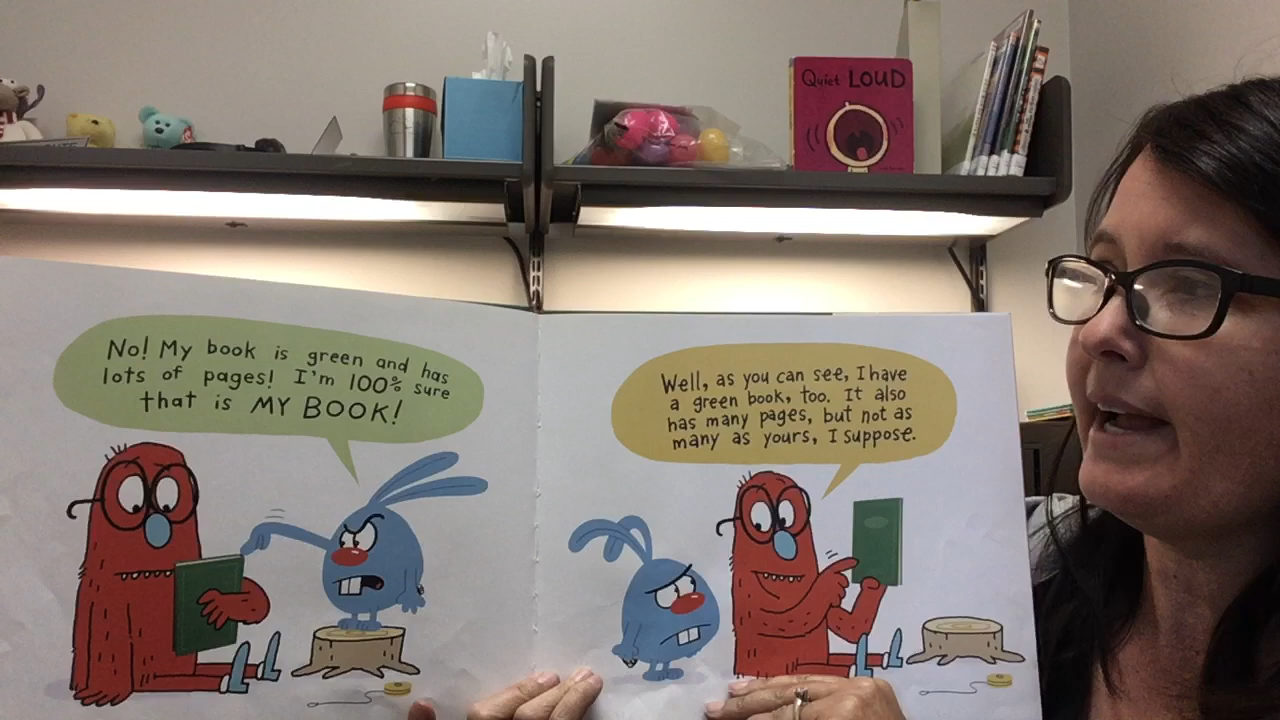 Quiet LOUD
No! My book is green and has
lots of pages! I'm 100% sure
that is MY BOOK!
Well, as you can see, I have
a green book, too. It also
has many pages, but not as
many as yours, I suppose.